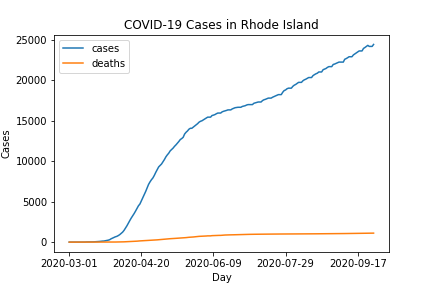 COVID-19 Cases in Rhode Island
25000
20000
15000
10000
5000
0
Cases
cases
deaths
2020-03-01 2020-04-20 2020-06-09 2020-07-29 2020-09-17
Day